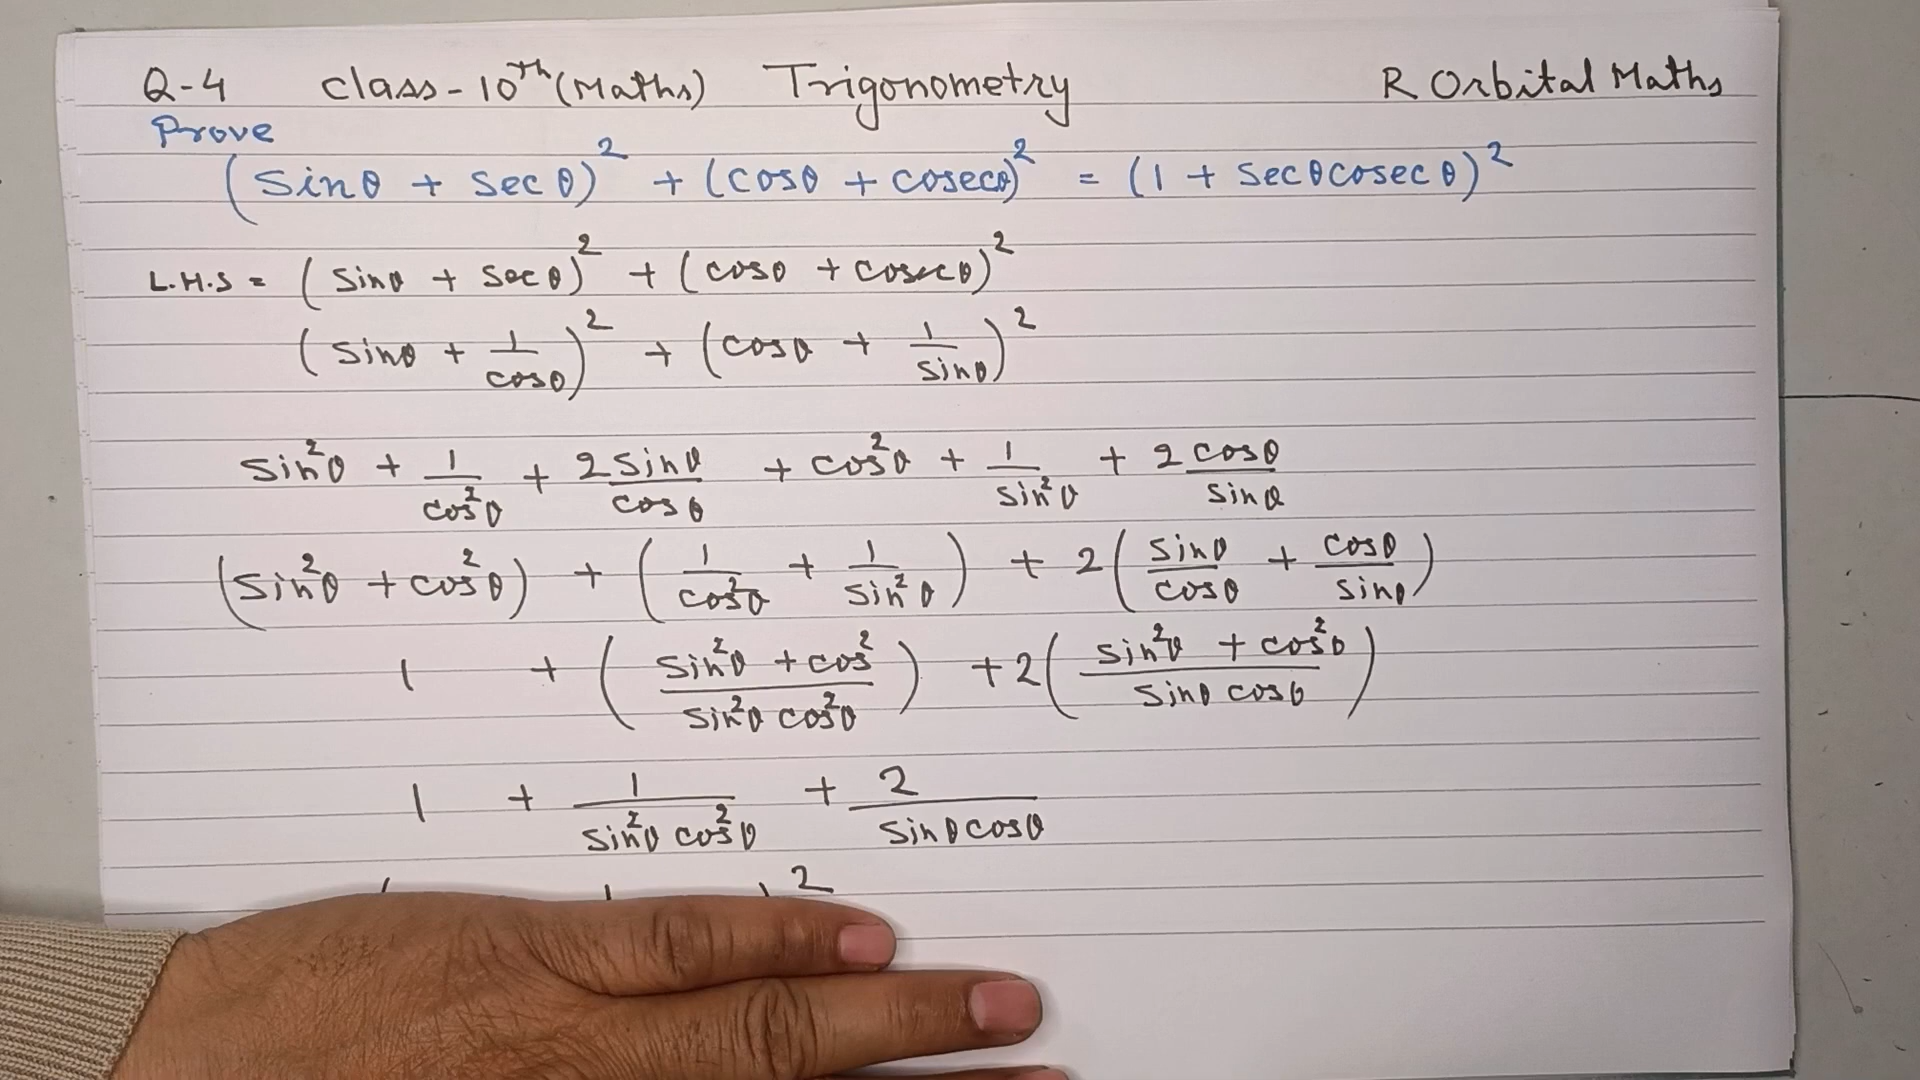 Q-4 class-10th (Maths) Trigonometry R Orbital Maths
Prove
(sinθ + secθ)² + (cosθ + cosecθ)² = (1 + secθcosecθ)²
L.H.S = (sinθ + secθ)² + (cosθ + cosecθ)²
(sinθ + 1/cosθ)² + (cosθ + 1/sinθ)²
sin²θ + 1/cos²θ + 2sinθ/cosθ + cos²θ + 1/sin²θ + 2cosθ/sinθ
(sin²θ + cos²θ) + (1/cos²θ + 1/sin²θ) + 2(sinθ/cosθ + cosθ/sinθ)
1 + (sin²θ + cos²/sin²θ cos²θ) + 2(sin²θ + cos²θ/sinθ cosθ)
1 + 1/sin²θ cos²θ + 2/sinθcosθ
2